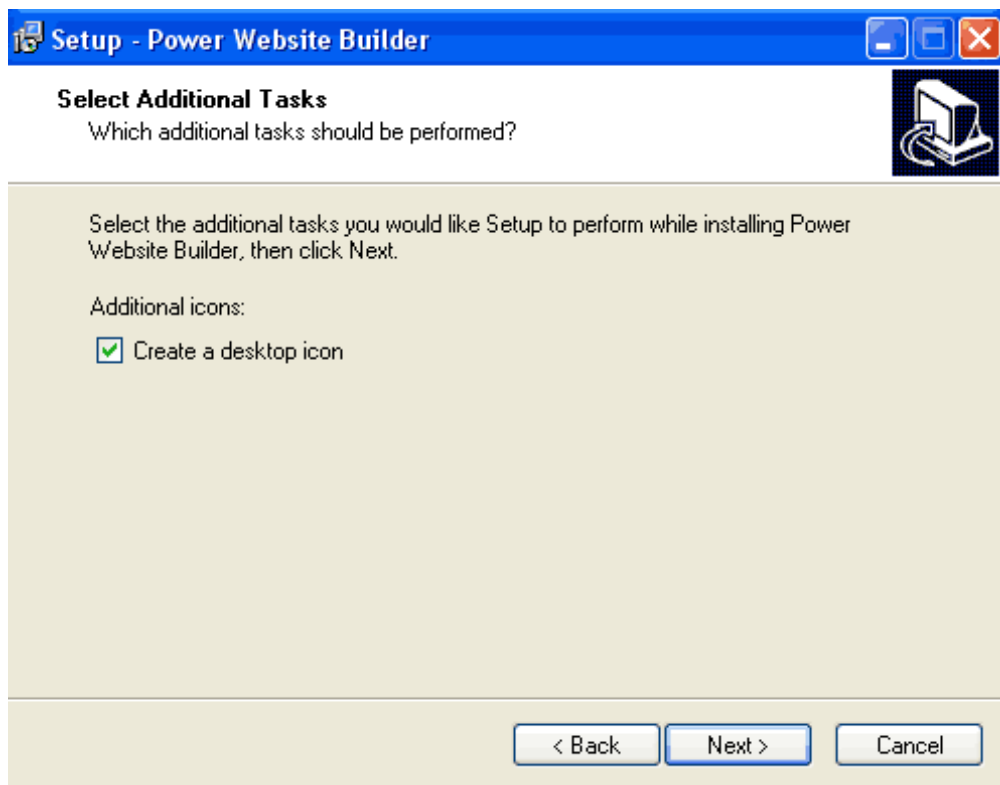 Setup - Power Website Builder
Select Additional Tasks
Which additional tasks should be performed?
Select the additional tasks you would like Setup to perform while installing Power
Website Builder, then click Next.
Additional icons:
Create a desktop icon
< Back Next > Cancel